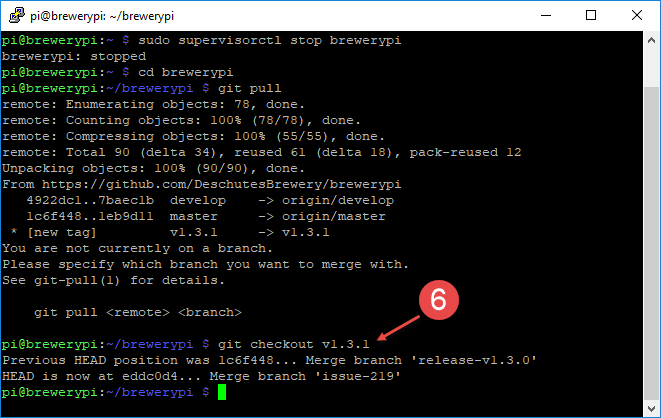 pi@brewerypi: ~/brewerypi
pi@brewerypi:~ $ sudo supervisorctl stop brewerypi
brewerypi: stopped
pi@brewerypi:~ $ cd brewerypi
pi@brewerypi:~/brewerypi $ git pull
remote: Enumerating objects: 78, done.
remote: Counting objects: 100% (78/78), done.
remote: Compressing objects: 100% (55/55), done.
remote: Total 90 (delta 34), reused 61 (delta 18), pack-reused 12
Unpacking objects: 100% (90/90), done.
From https://github.com/DeschutesBrewery/brewerypi
   4922dc1..7baec1b  develop    -> origin/develop
   1c6f448..1eb9d11  master     -> origin/master
 * [new tag]         v1.3.1     -> v1.3.1
You are not currently on a branch.
Please specify which branch you want to merge with.
See git-pull(1) for details.
    git pull <remote> <branch>
6
pi@brewerypi:~/brewerypi $ git checkout v1.3.1
Previous HEAD position was 1c6f448... Merge branch 'release-v1.3.0'
HEAD is now at eddc0d4... Merge branch 'issue-219'
pi@brewerypi:~/brewerypi $